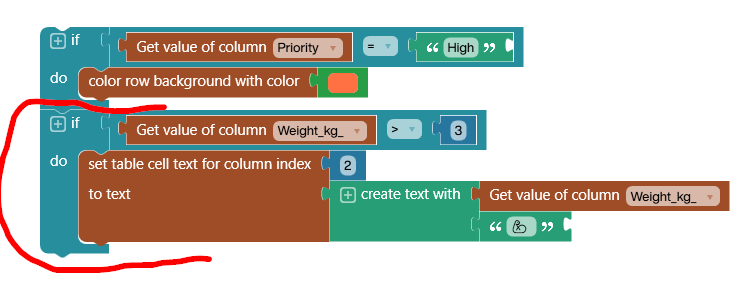 if Get value of column Priority = “ High ”
do color row background with color
if Get value of column Weight_kg_ > 3
do set table cell text for column index 2
to text create text with Get value of column Weight_kg_
“ ”